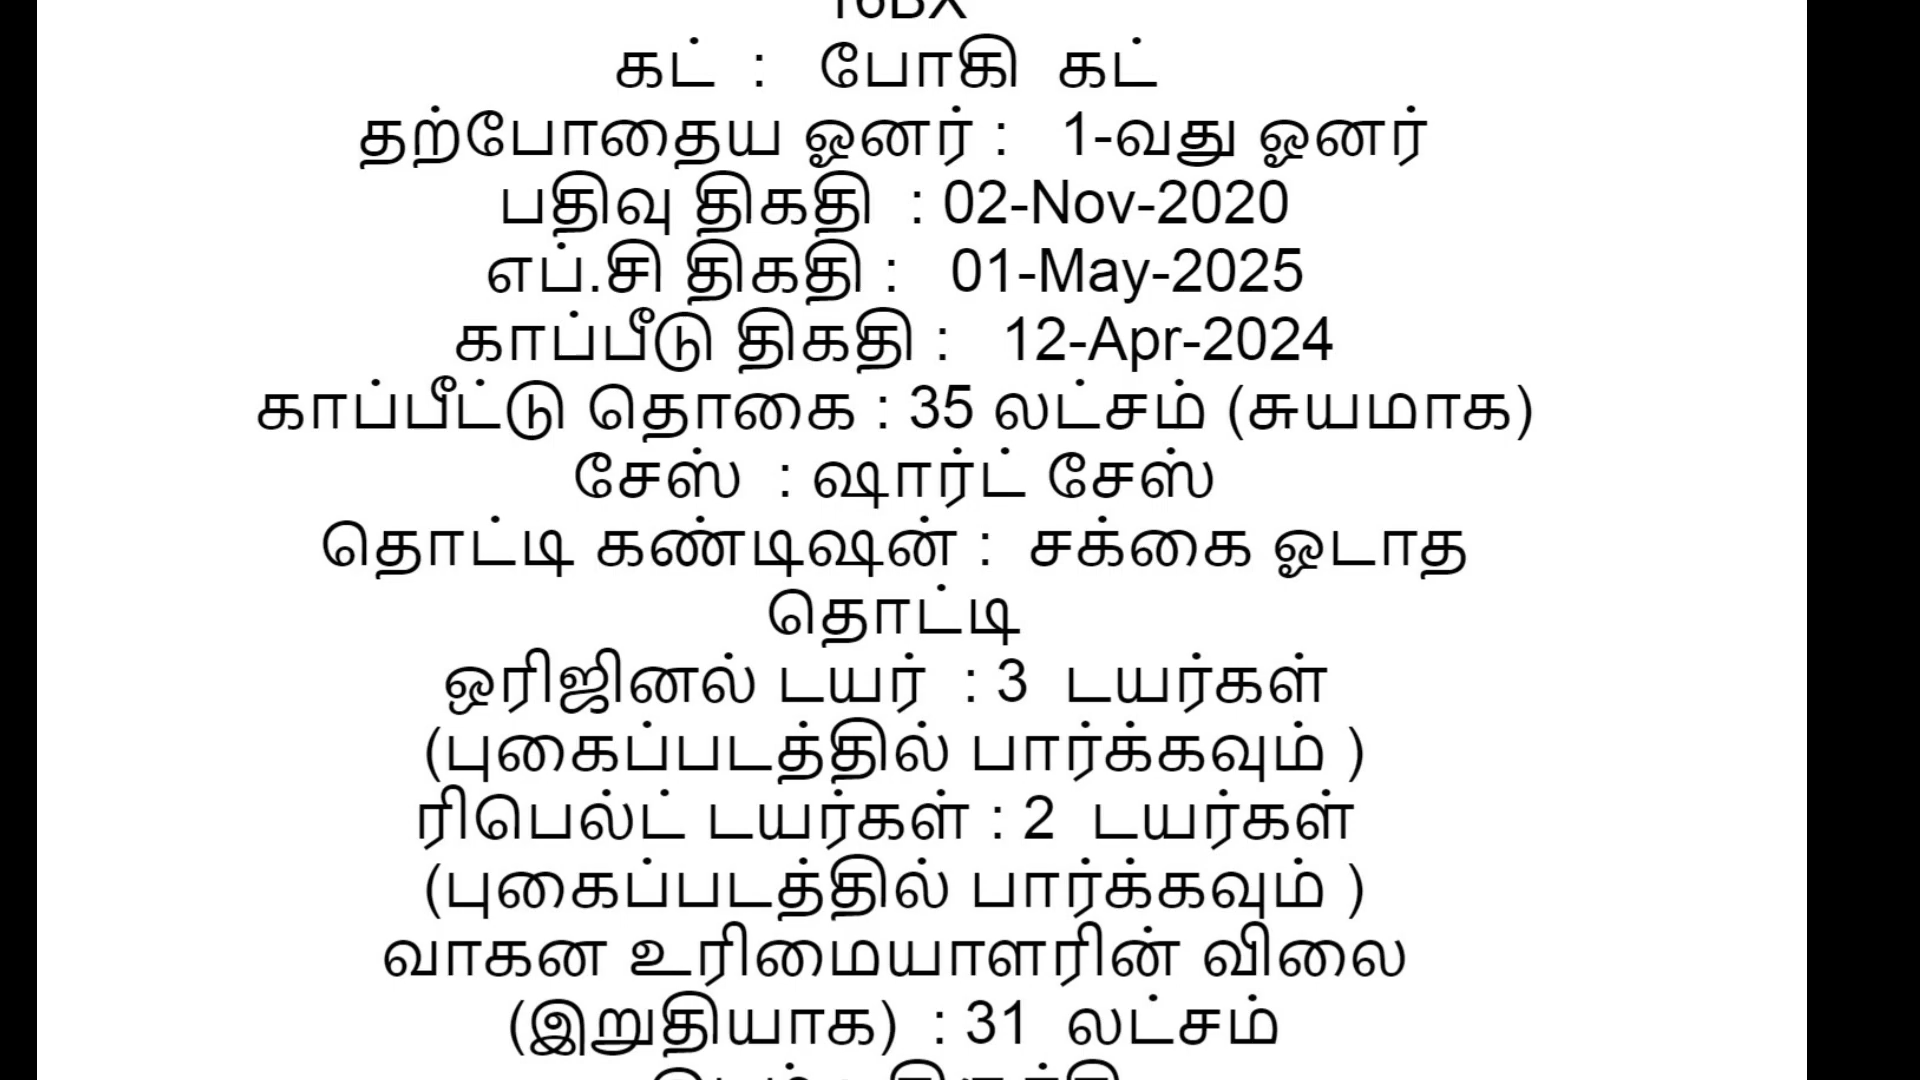 16BX
கட் : போகி கட்
தற்போதைய ஓனர் : 1-வது ஓனர்
பதிவு திகதி : 02-Nov-2020
எப்.சி திகதி : 01-May-2025
காப்பீடு திகதி : 12-Apr-2024
காப்பீட்டு தொகை : 35 லட்சம் (சுயமாக)
சேஸ் : ஷார்ட் சேஸ்
தொட்டி கண்டிஷன் : சக்கை ஓடாத
தொட்டி
ஒரிஜினல் டயர் : 3 டயர்கள்
(புகைப்படத்தில் பார்க்கவும் )
ரிபெல்ட் டயர்கள் : 2 டயர்கள்
(புகைப்படத்தில் பார்க்கவும் )
வாகன உரிமையாளரின் விலை
(இறுதியாக) : 31 லட்சம்